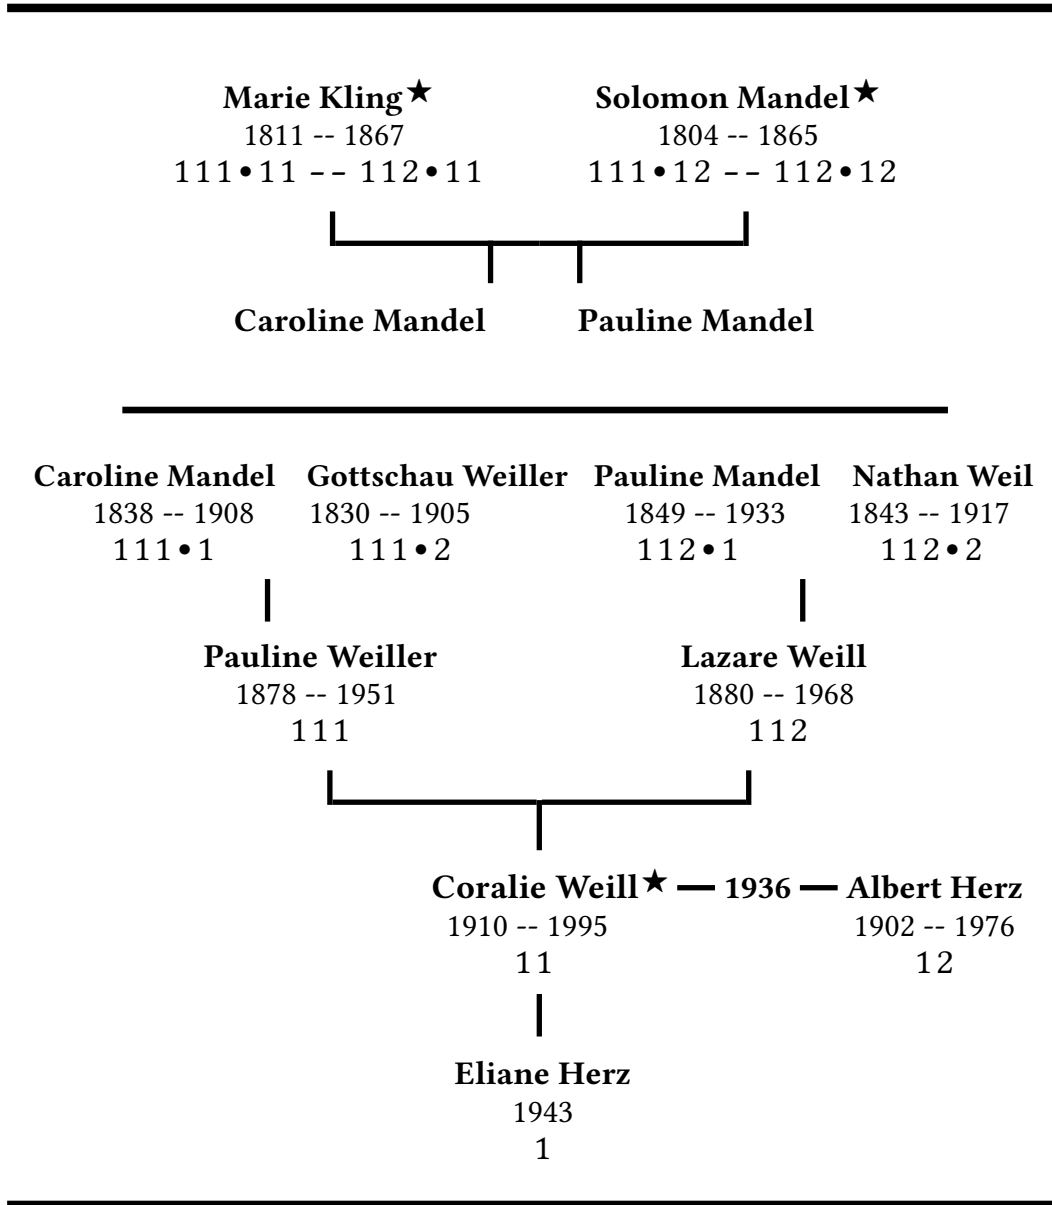 Marie Kling★ Solomon Mandel★
1811 -- 1867 1804 -- 1865
111•11 -- 112•11 111•12 -- 112•12
Caroline Mandel Pauline Mandel
Caroline Mandel Gottschau Weiller Pauline Mandel Nathan Weil
1838 -- 1908 1830 -- 1905 1849 -- 1933 1843 -- 1917
111•1 111•2 112•1 112•2
Pauline Weiller Lazare Weill
1878 -- 1951 1880 -- 1968
111 112
Coralie Weill★ — 1936 — Albert Herz
1910 -- 1995 1902 -- 1976
11 12
Eliane Herz
1943
1